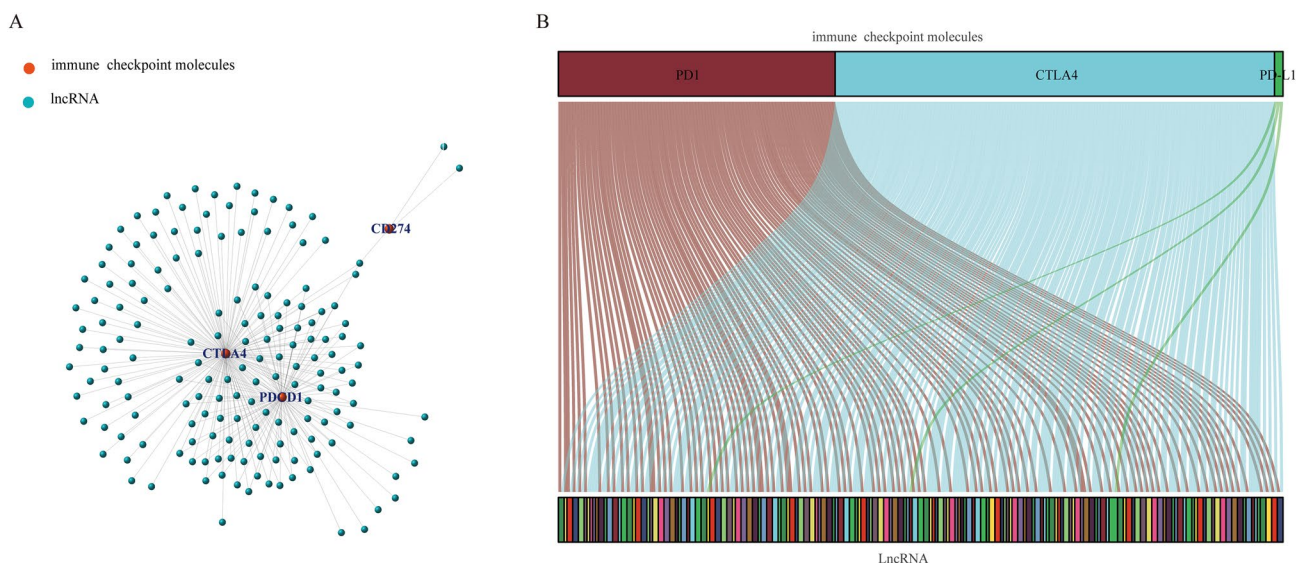 A
immune checkpoint molecules
lncRNA
CD274
CTLA4
PDCD1
B
immune checkpoint molecules
PD1
CTLA4
PD-L1
LncRNA